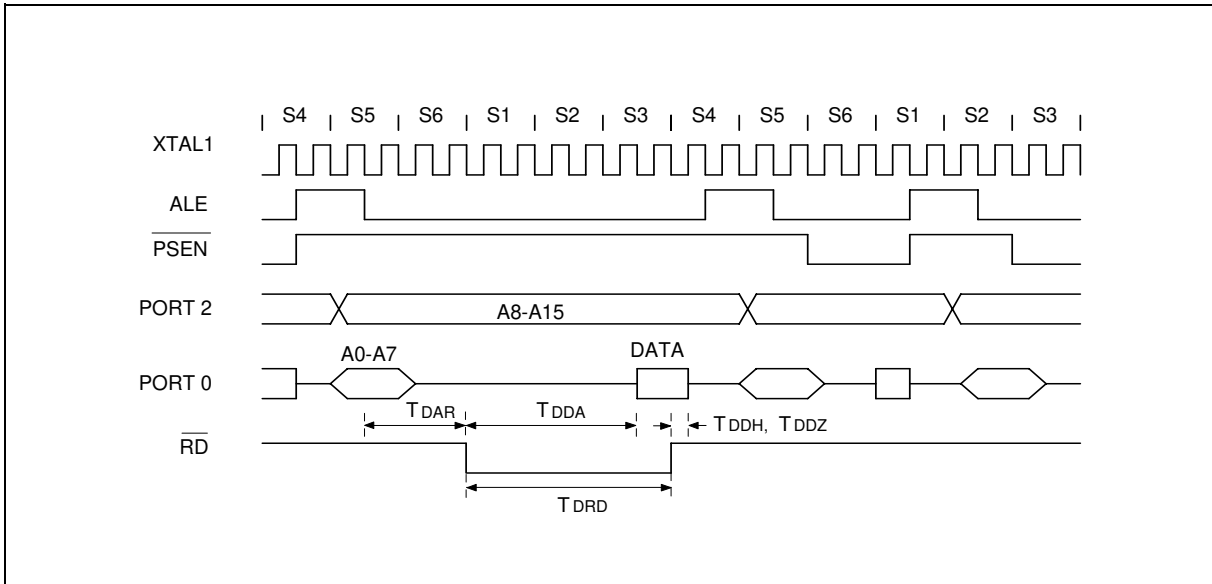 S4 S5 S6 S1 S2 S3 S4 S5 S6 S1 S2 S3
XTAL1
ALE
PSEN
PORT 2
A8-A15
A0-A7
DATA
PORT 0
TDAR
TDDA
TDDH, TDDZ
RD
TDRD